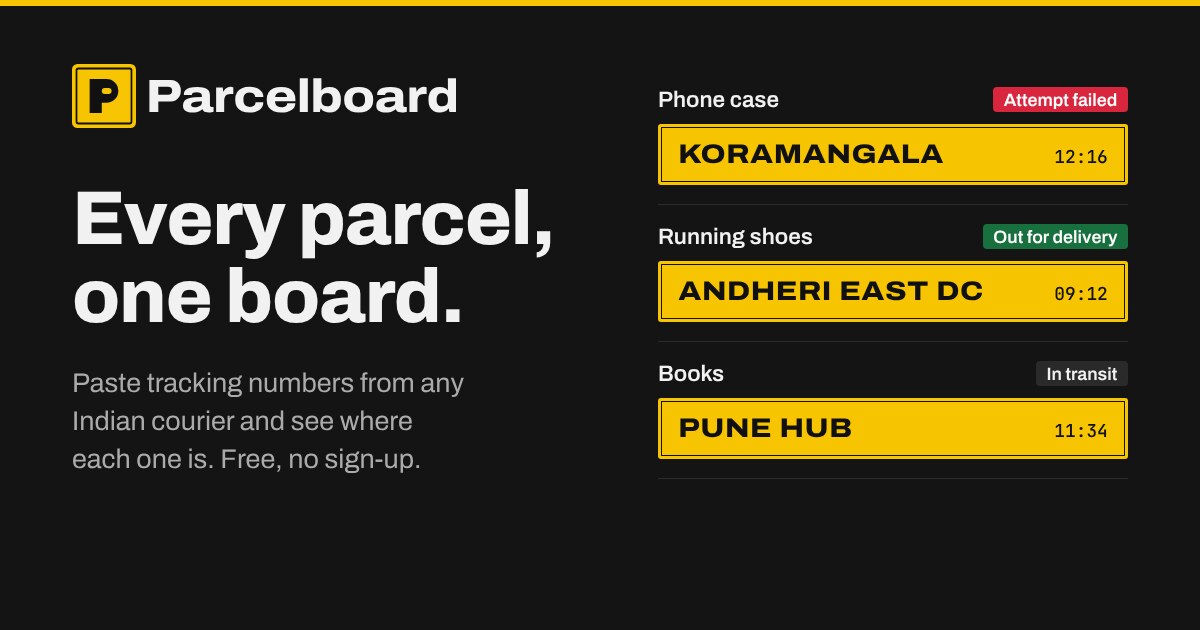 P
Parcelboard
Every parcel,
one board.
Paste tracking numbers from any
Indian courier and see where
each one is. Free, no sign-up.
Phone case
Attempt failed
KORAMANGALA
12:16
Running shoes
Out for delivery
ANDHERI EAST DC
09:12
Books
In transit
PUNE HUB
11:34